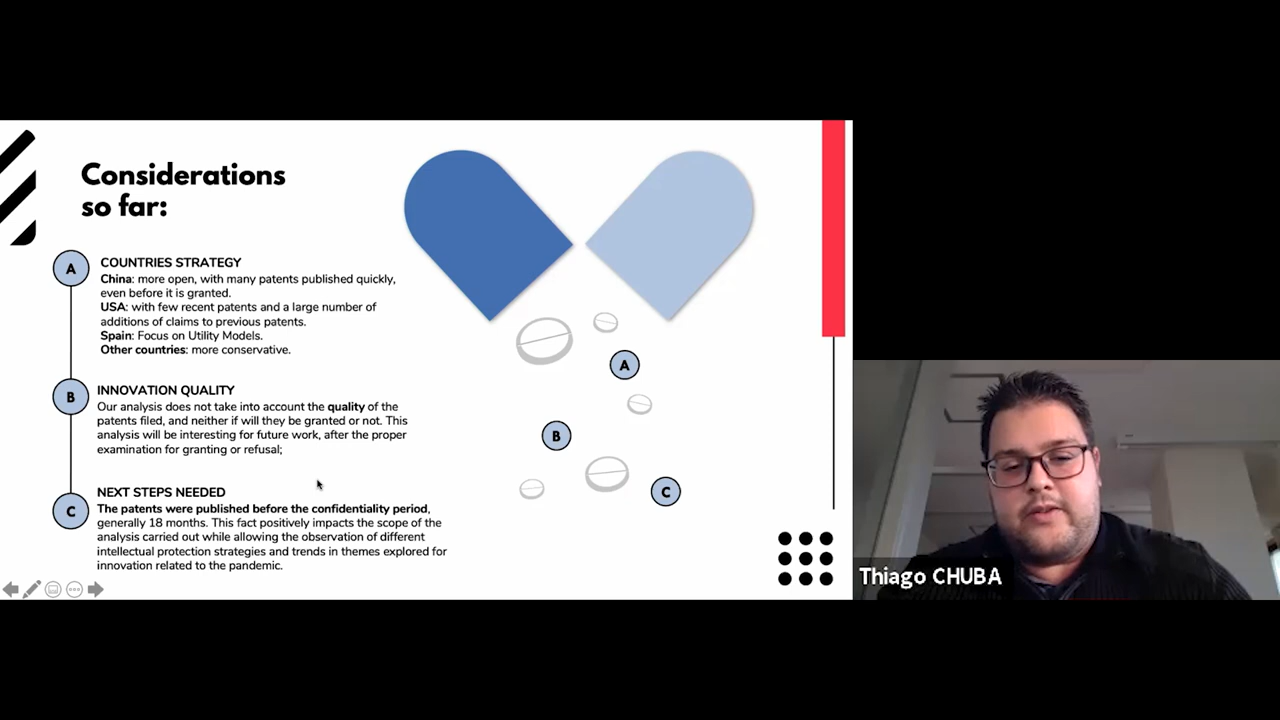 Considerations
so far:
A
COUNTRIES STRATEGY
China: more open, with many patents published quickly,
even before it is granted.
USA: with few recent patents and a large number of
additions of claims to previous patents.
Spain: Focus on Utility Models.
Other countries: more conservative.
B
INNOVATION QUALITY
Our analysis does not take into account the quality of the
patents filed, and neither if will they be granted or not. This
analysis will be interesting for future work, after the proper
examination for granting or refusal;
C
NEXT STEPS NEEDED
The patents were published before the confidentiality period,
generally 18 months. This fact positively impacts the scope of the
analysis carried out while allowing the observation of different
intellectual protection strategies and trends in themes explored for
innovation related to the pandemic.
A
B
C
Thiago CHUBA